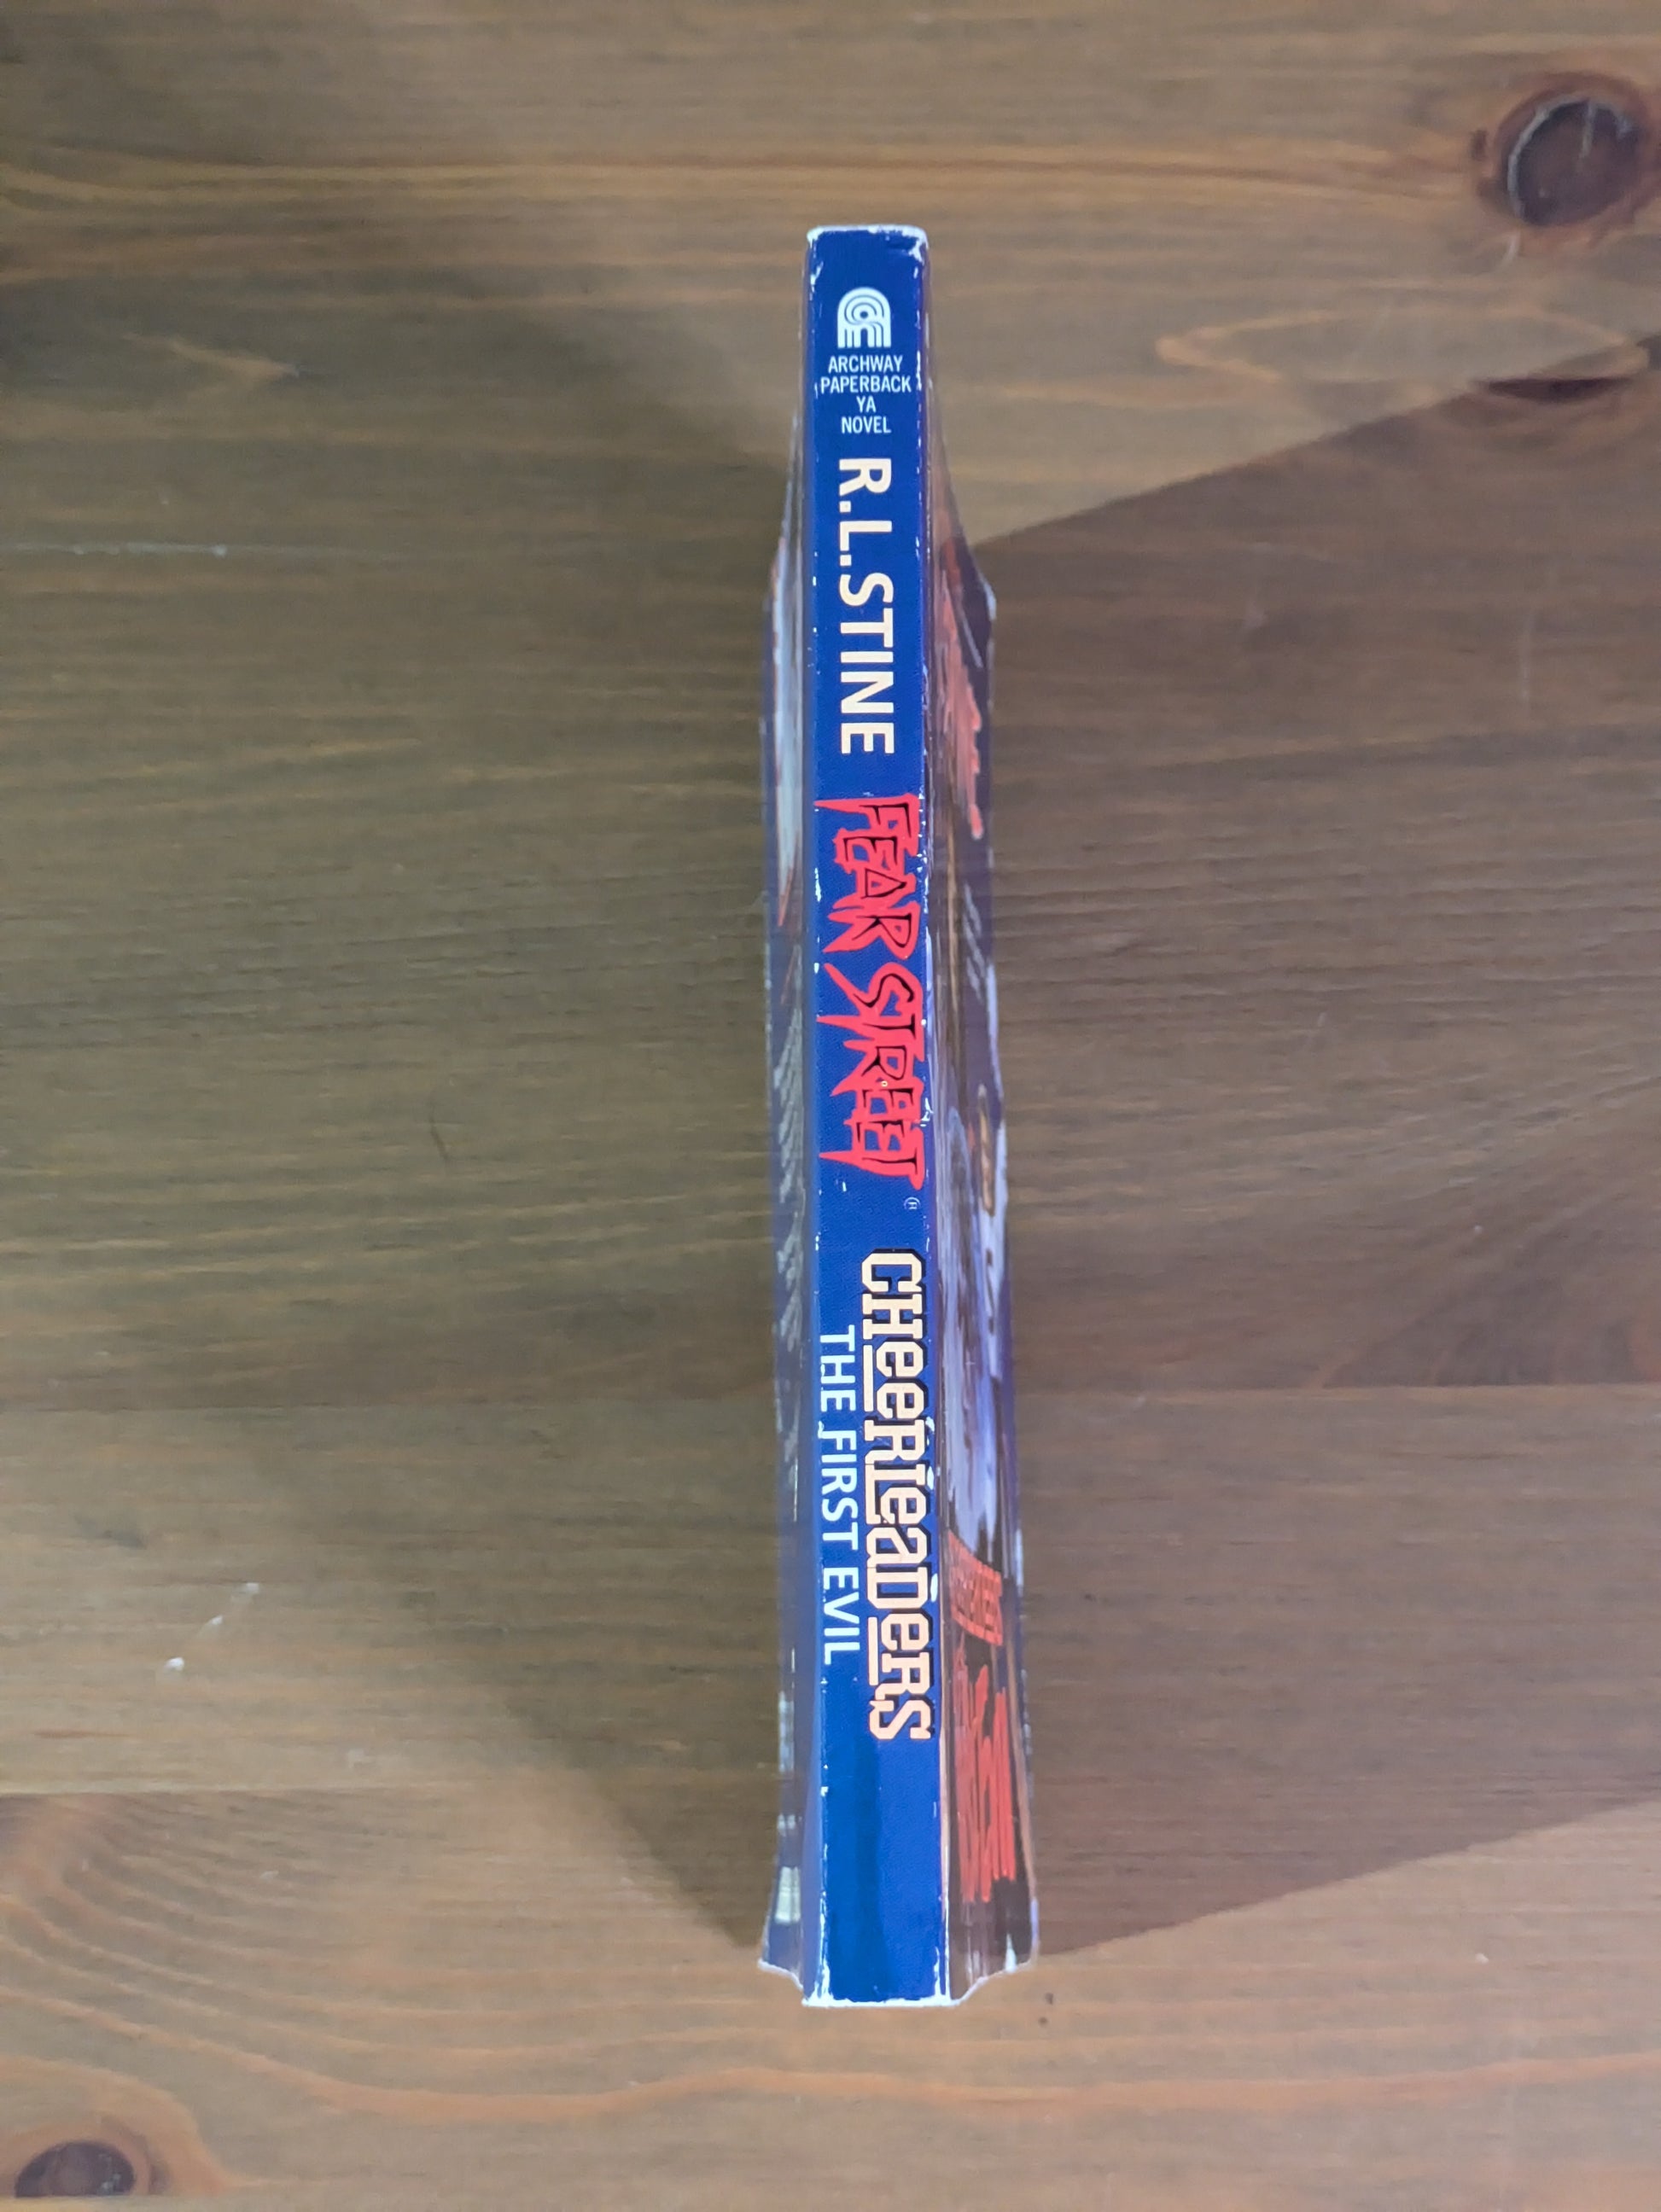 ARCHWAY
PAPERBACK
YA
NOVEL
R.L.STINE
FEAR STREET®
CHeeRLeaDeRS
THE FIRST EVIL